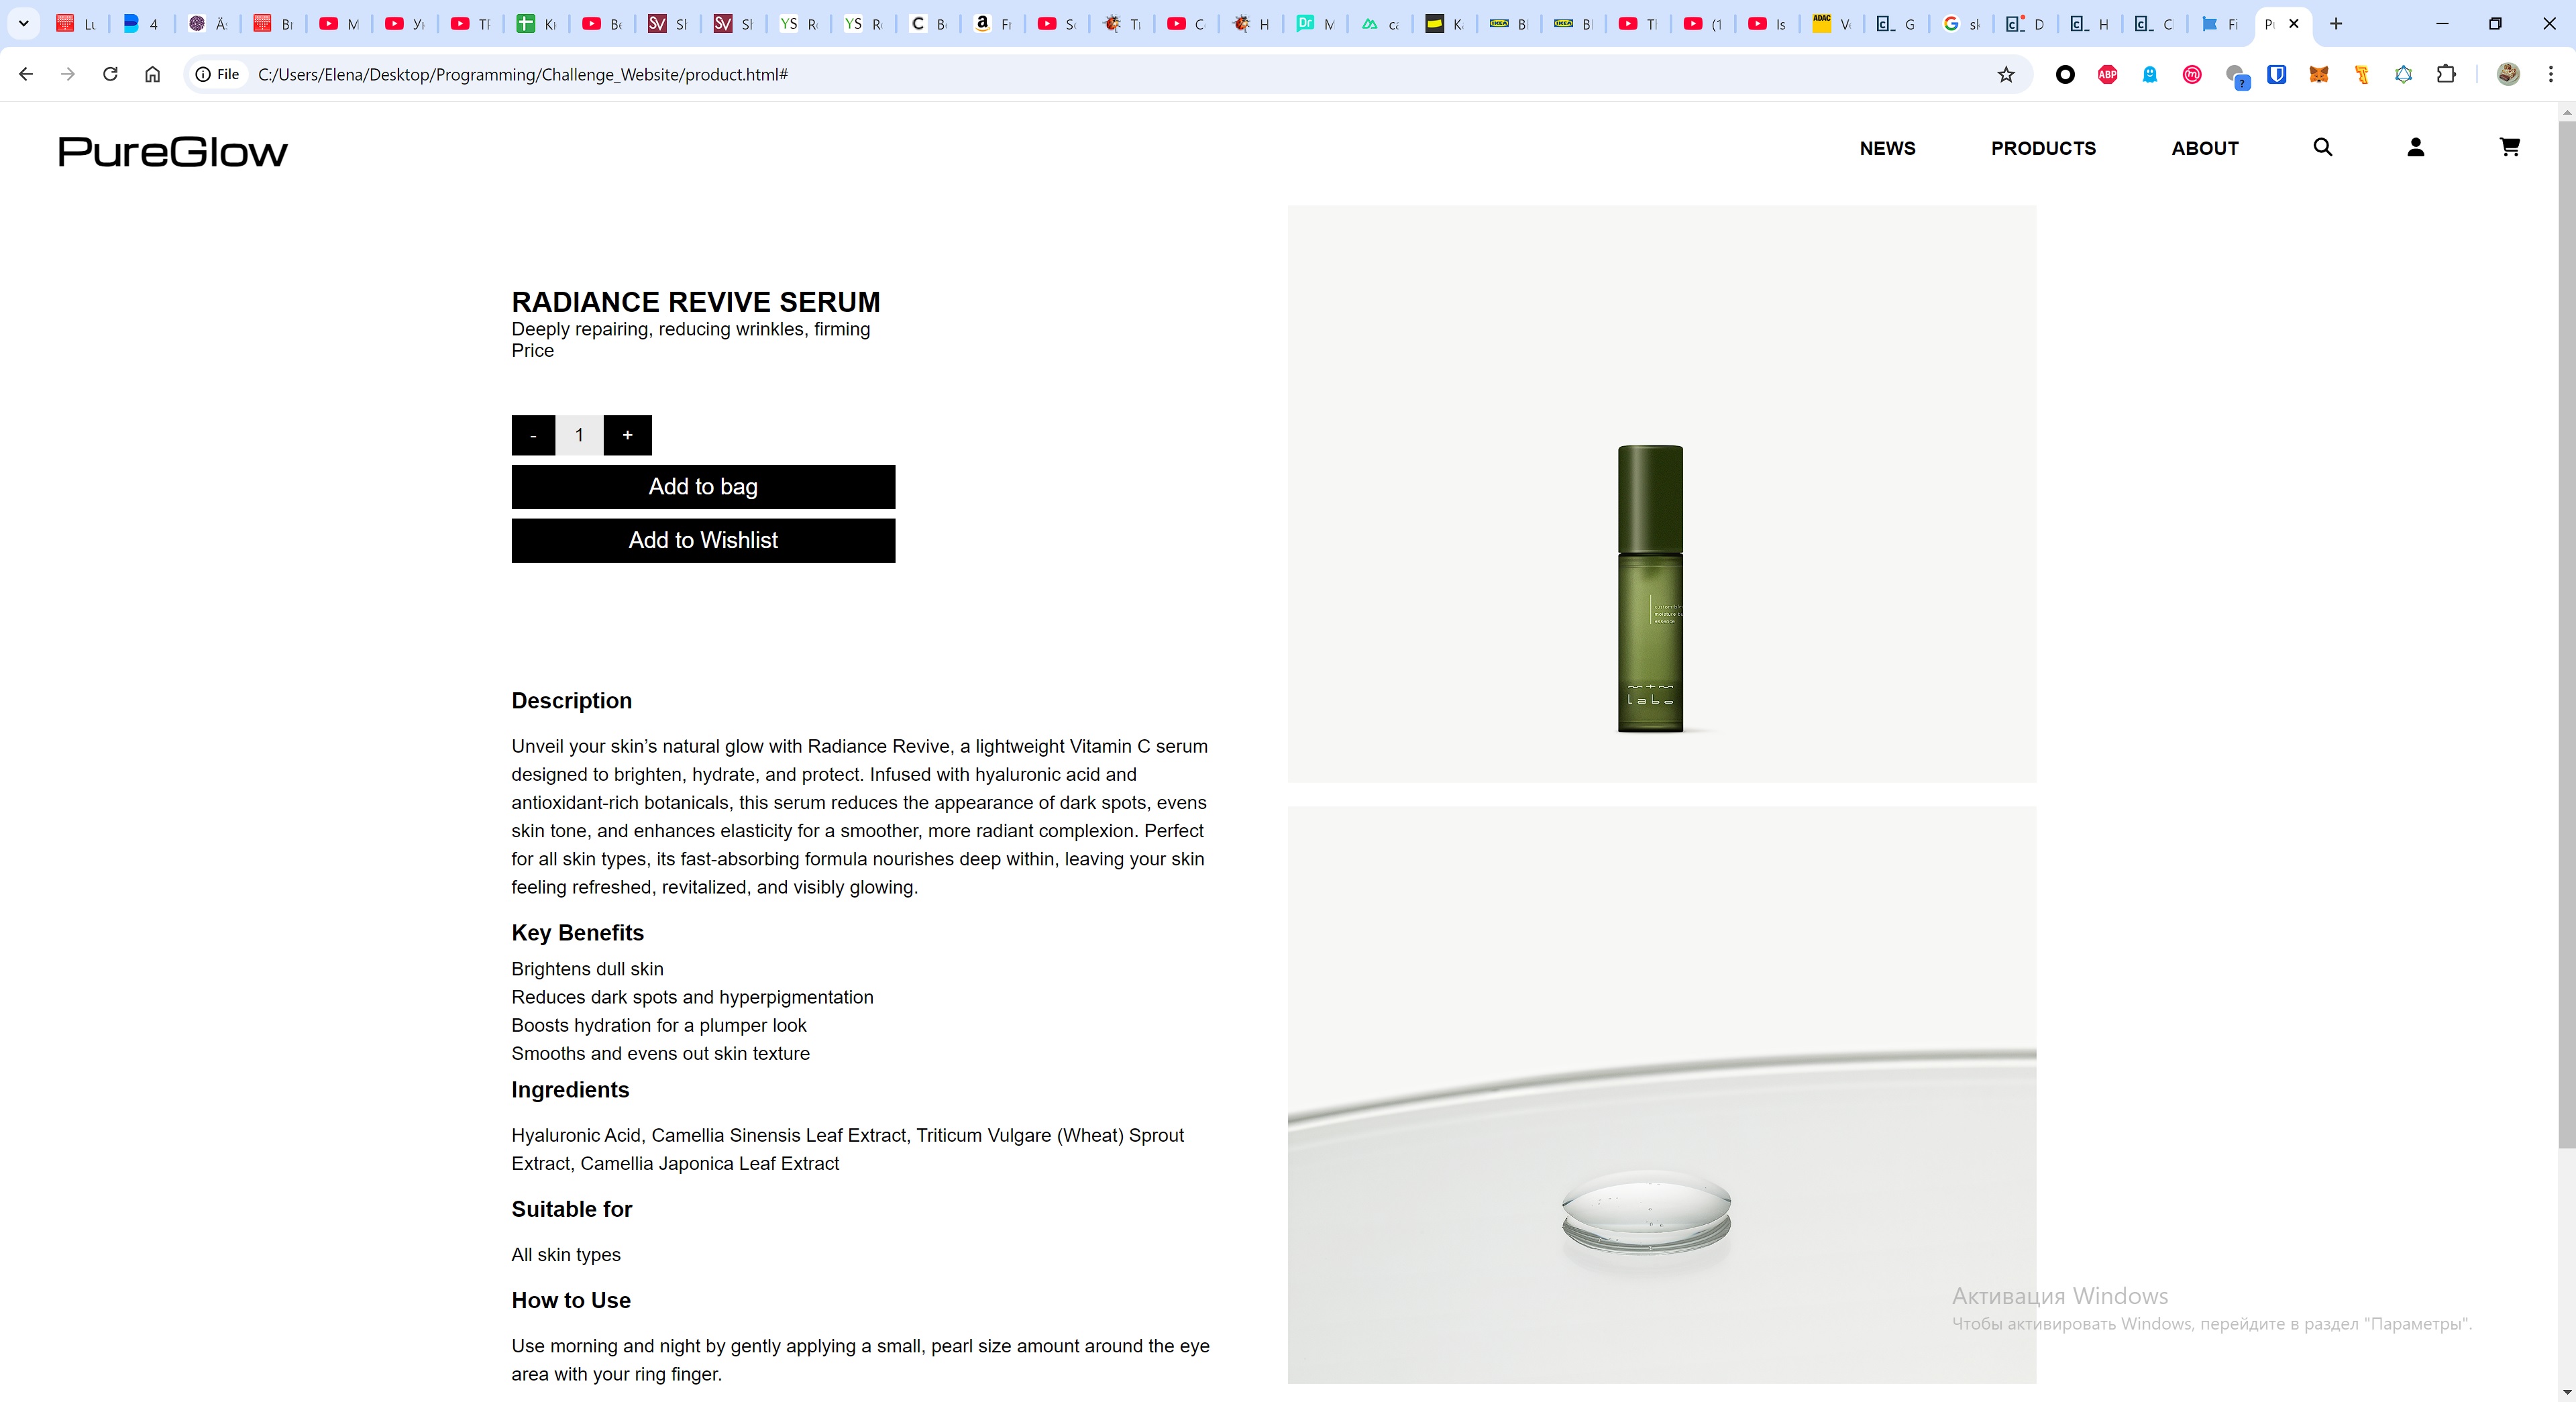 4
File
C:/Users/Elena/Desktop/Programming/Challenge_Website/product.html#
ABP
PureGlow
NEWS
PRODUCTS
ABOUT
RADIANCE REVIVE SERUM
Deeply repairing, reducing wrinkles, firming
Price
- 1 +
Add to bag
Add to Wishlist
Description
Unveil your skin’s natural glow with Radiance Revive, a lightweight Vitamin C serum
designed to brighten, hydrate, and protect. Infused with hyaluronic acid and
antioxidant-rich botanicals, this serum reduces the appearance of dark spots, evens
skin tone, and enhances elasticity for a smoother, more radiant complexion. Perfect
for all skin types, its fast-absorbing formula nourishes deep within, leaving your skin
feeling refreshed, revitalized, and visibly glowing.
Key Benefits
Brightens dull skin
Reduces dark spots and hyperpigmentation
Boosts hydration for a plumper look
Smooths and evens out skin texture
Ingredients
Hyaluronic Acid, Camellia Sinensis Leaf Extract, Triticum Vulgare (Wheat) Sprout
Extract, Camellia Japonica Leaf Extract
Suitable for
All skin types
How to Use
Use morning and night by gently applying a small, pearl size amount around the eye
area with your ring finger.
custom
moisture
essence
mtm
labo
Активация Windows
Чтобы активировать Windows, перейдите в раздел "Параметры".